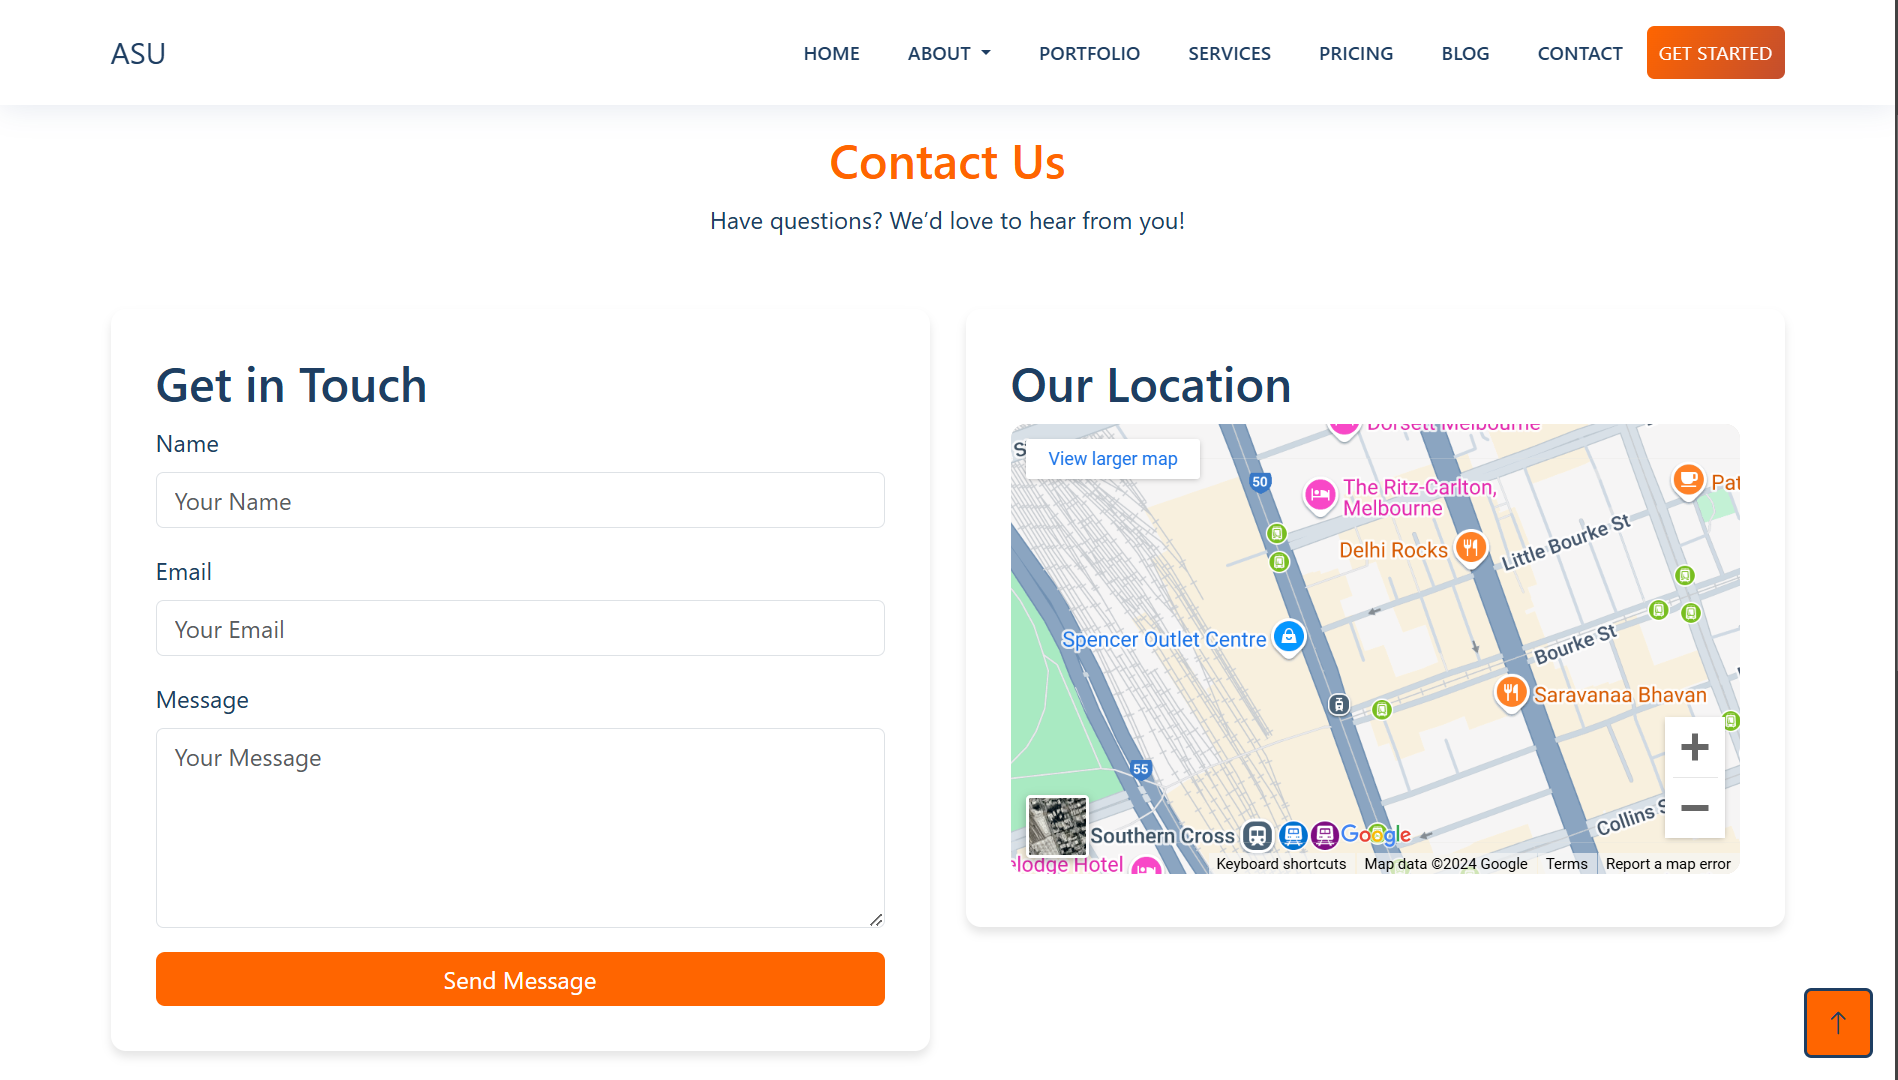 ASU
HOME
ABOUT
PORTFOLIO
SERVICES
PRICING
BLOG
CONTACT
GET STARTED
Contact Us
Have questions? We’d love to hear from you!
Get in Touch
Name
Your Name
Email
Your Email
Message
Your Message
Send Message
Our Location
View larger map
Dorsett Melbourne
50
The Ritz-Carlton,
Melbourne
Pat
Delhi Rocks
Little Bourke St
Spencer Outlet Centre
Bourke St
Saravanaa Bhavan
55
Collins S
Southern Cross
Google
elodge Hotel
Keyboard shortcuts
Map data ©2024 Google
Terms
Report a map error